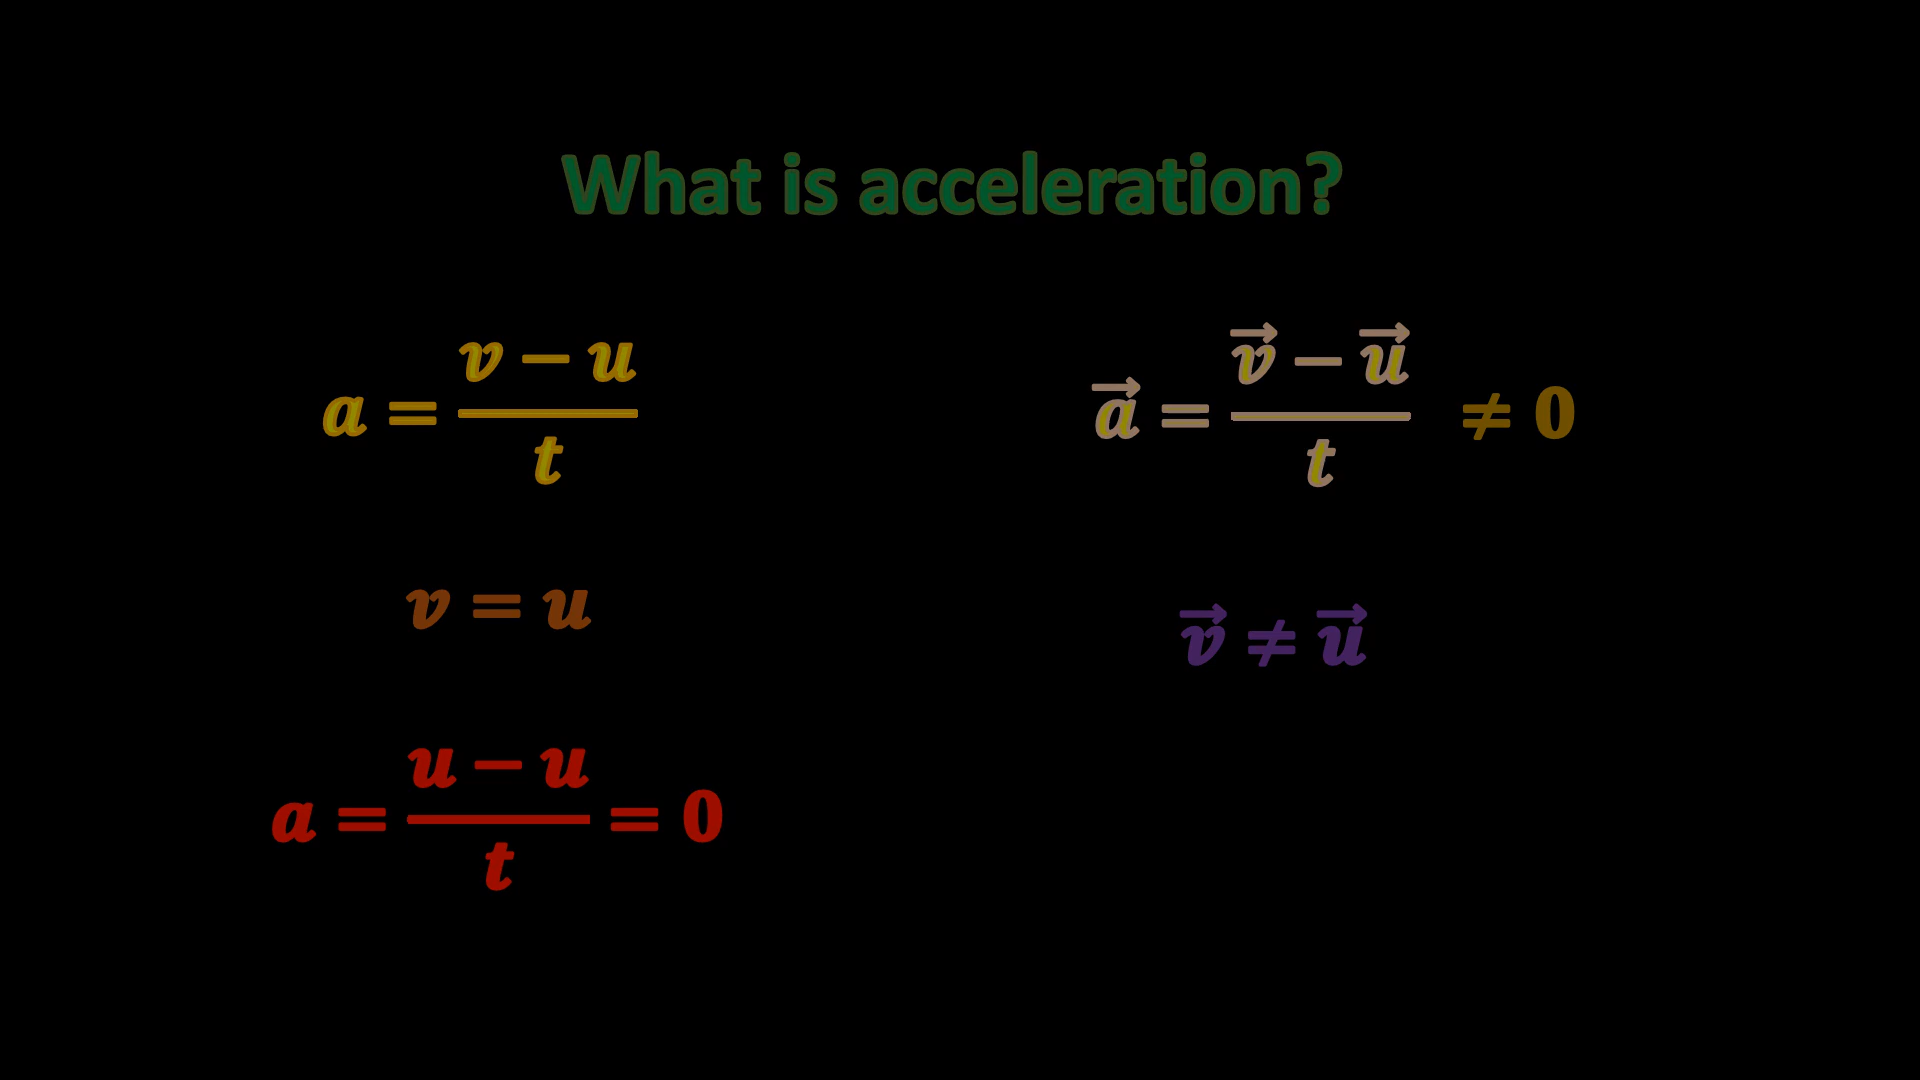 What is acceleration?
a = (v − u)/t
v = u
a = (u − u)/t = 0
a⃗ = (v⃗ − u⃗)/t ≠ 0
v⃗ ≠ u⃗